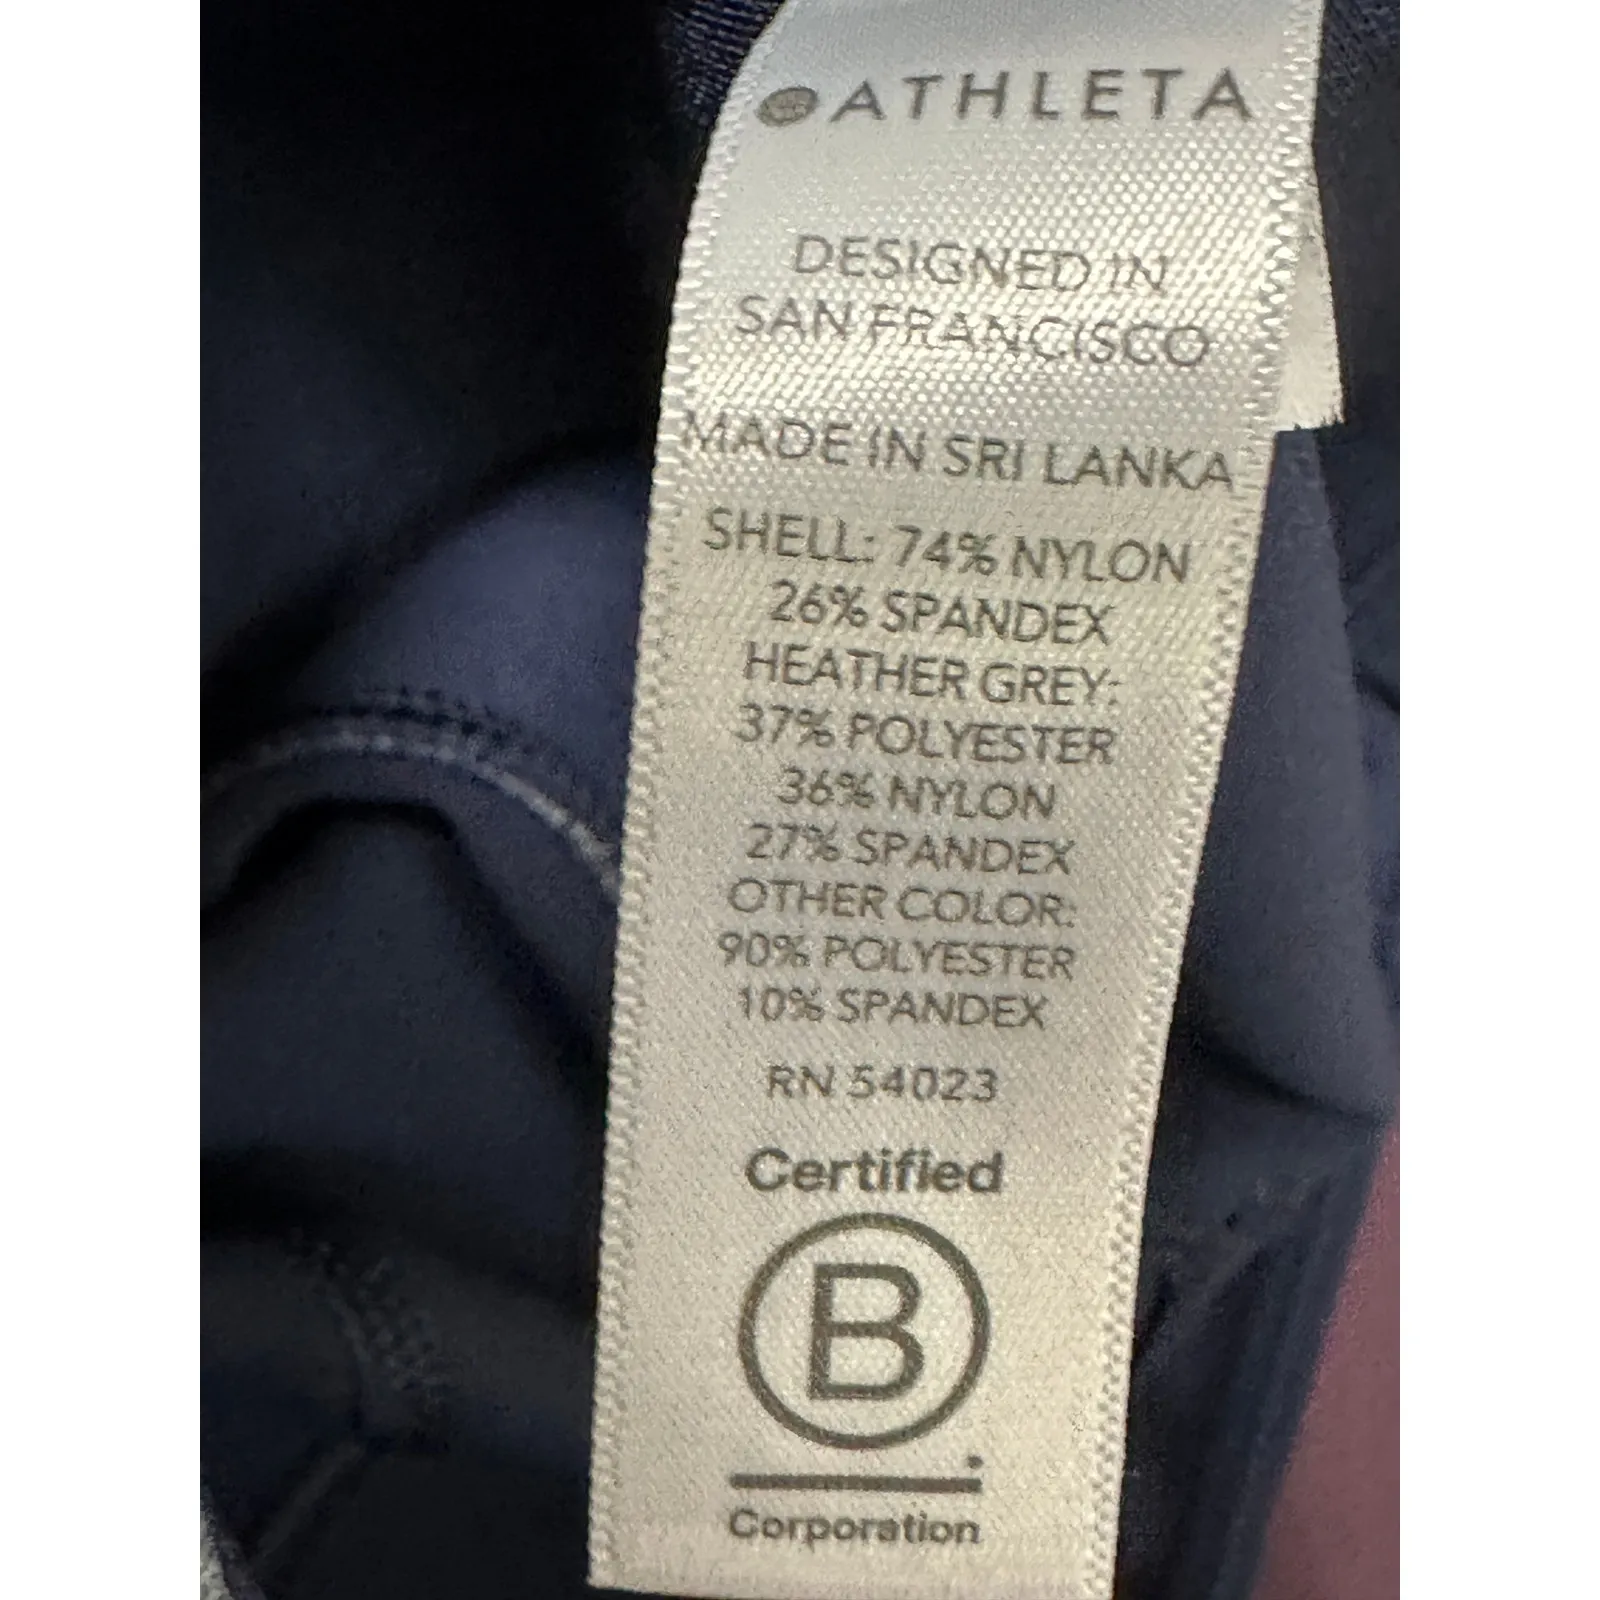 ATHLETA
DESIGNED IN
SAN FRANCISCO
MADE IN SRI LANKA
SHELL: 74% NYLON
26% SPANDEX
HEATHER GREY:
37% POLYESTER
36% NYLON
27% SPANDEX
OTHER COLOR:
90% POLYESTER
10% SPANDEX
RN 54023
Certified
B
Corporation